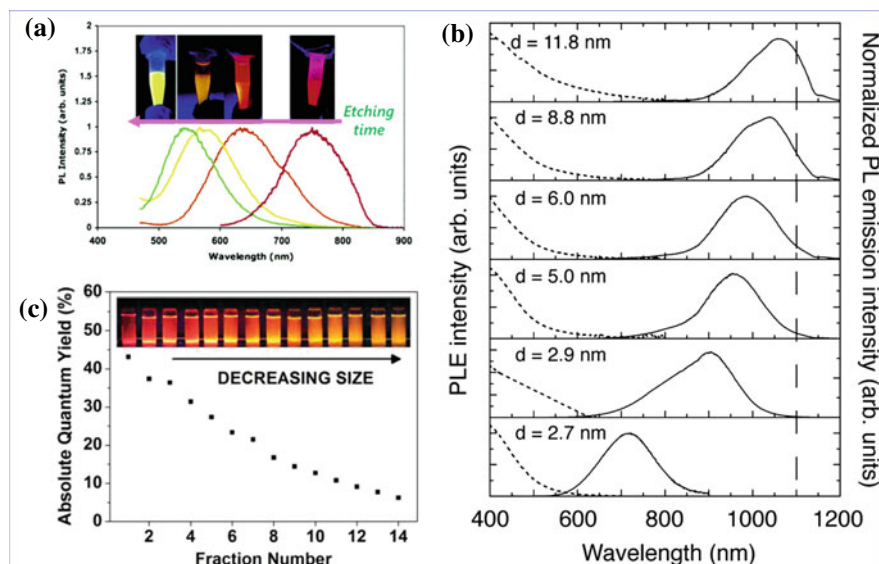 (a)
PL Intensity (arb. units)
2
1.75
1.5
1.25
1
0.75
0.5
0.25
0
Etching
time
400 500 600 700 800 900
Wavelength (nm)
(b)
PLE intensity (arb. units)
d = 11.8 nm
d = 8.8 nm
d = 6.0 nm
d = 5.0 nm
d = 2.9 nm
d = 2.7 nm
400 600 800 1000 1200
Wavelength (nm)
Normalized PL emission intensity (arb. units)
(c)
Absolute Quantum Yield (%)
60
50
40
30
20
10
0
DECREASING SIZE
2 4 6 8 10 12 14
Fraction Number